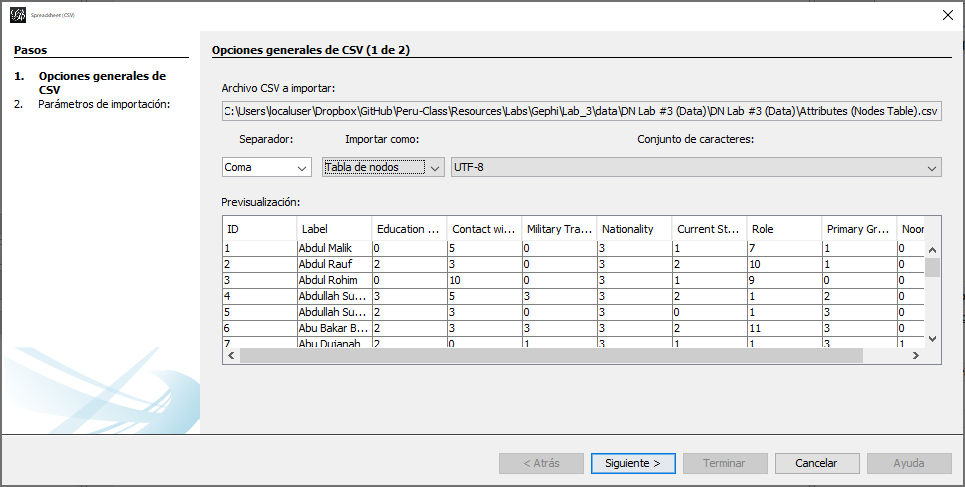 Spreadsheet (CSV)
Pasos
1. Opciones generales de
CSV
2. Parámetros de importación:
Opciones generales de CSV (1 de 2)
Archivo CSV a importar:
C:\Users\localuser\Dropbox\GitHub\Peru-Class\Resources\Labs\Gephi\Lab_3\data\DN Lab #3 (Data)\DN Lab #3 (Data)\Attributes (Nodes Table).csv
Separador: Importar como: Conjunto de caracteres:
Coma Tabla de nodos UTF-8
Previsualización:
ID Label Education ... Contact wi... Military Tra... Nationality Current St... Role Primary Gr... Noor
1 Abdul Malik 0 5 0 3 1 7 1 0
2 Abdul Rauf 2 3 0 3 2 10 1 0
3 Abdul Rohim 0 10 0 3 1 9 0 0
4 Abdullah Su... 3 5 3 3 2 1 2 0
5 Abdullah Su... 2 3 0 3 0 1 3 0
6 Abu Bakar B... 2 3 3 3 2 11 3 0
7 Abu Dujanah 2 0 1 3 1 1 3 1
< Atrás Siguiente > Terminar Cancelar Ayuda